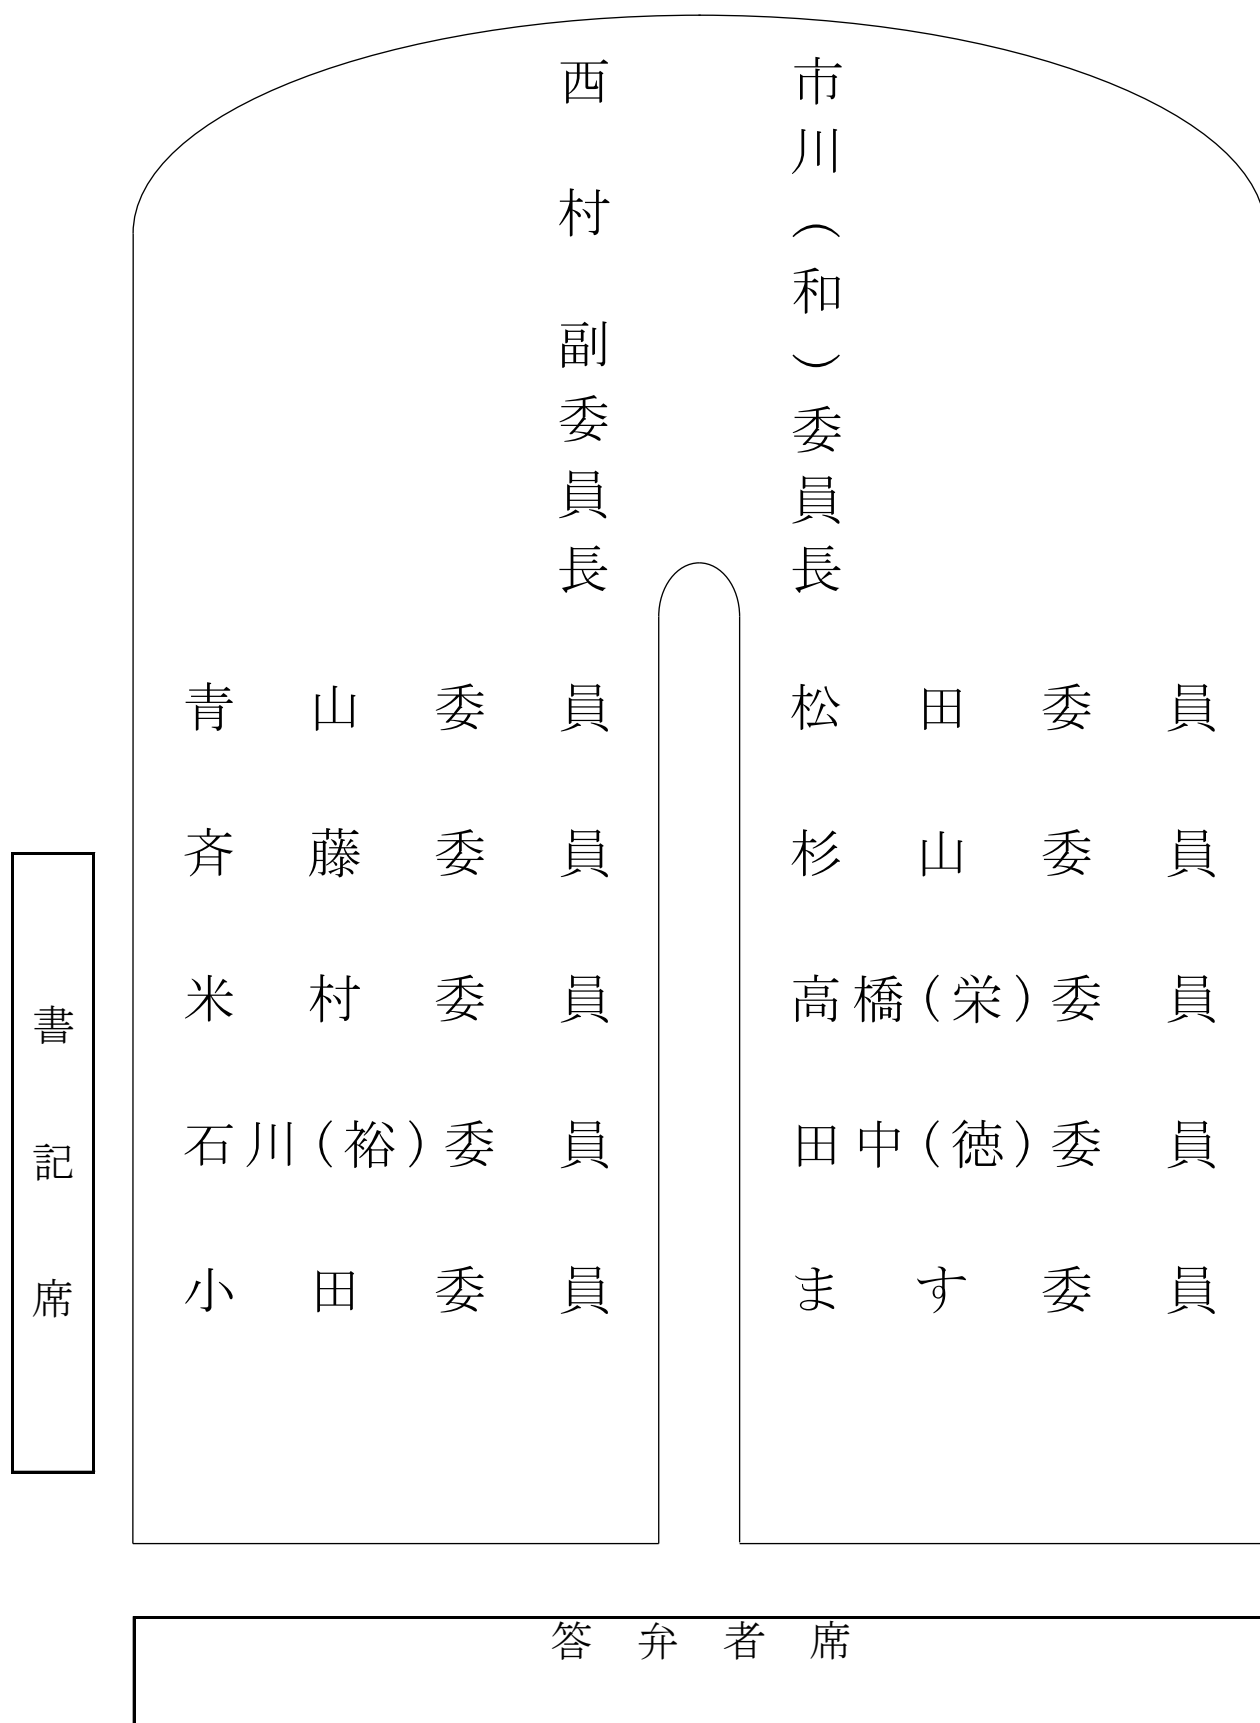 市川（和）委員長
西村副委員長
青山委員
松田委員
斉藤委員
杉山委員
米村委員
高橋(栄)委員
石川(裕)委員
田中(徳)委員
小田委員
ます委員
書記席
答弁者席